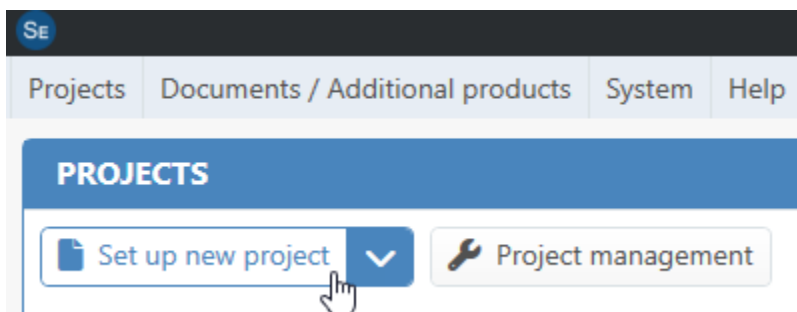 SE
Projects Documents / Additional products System Help
PROJECTS
Set up new project Project management